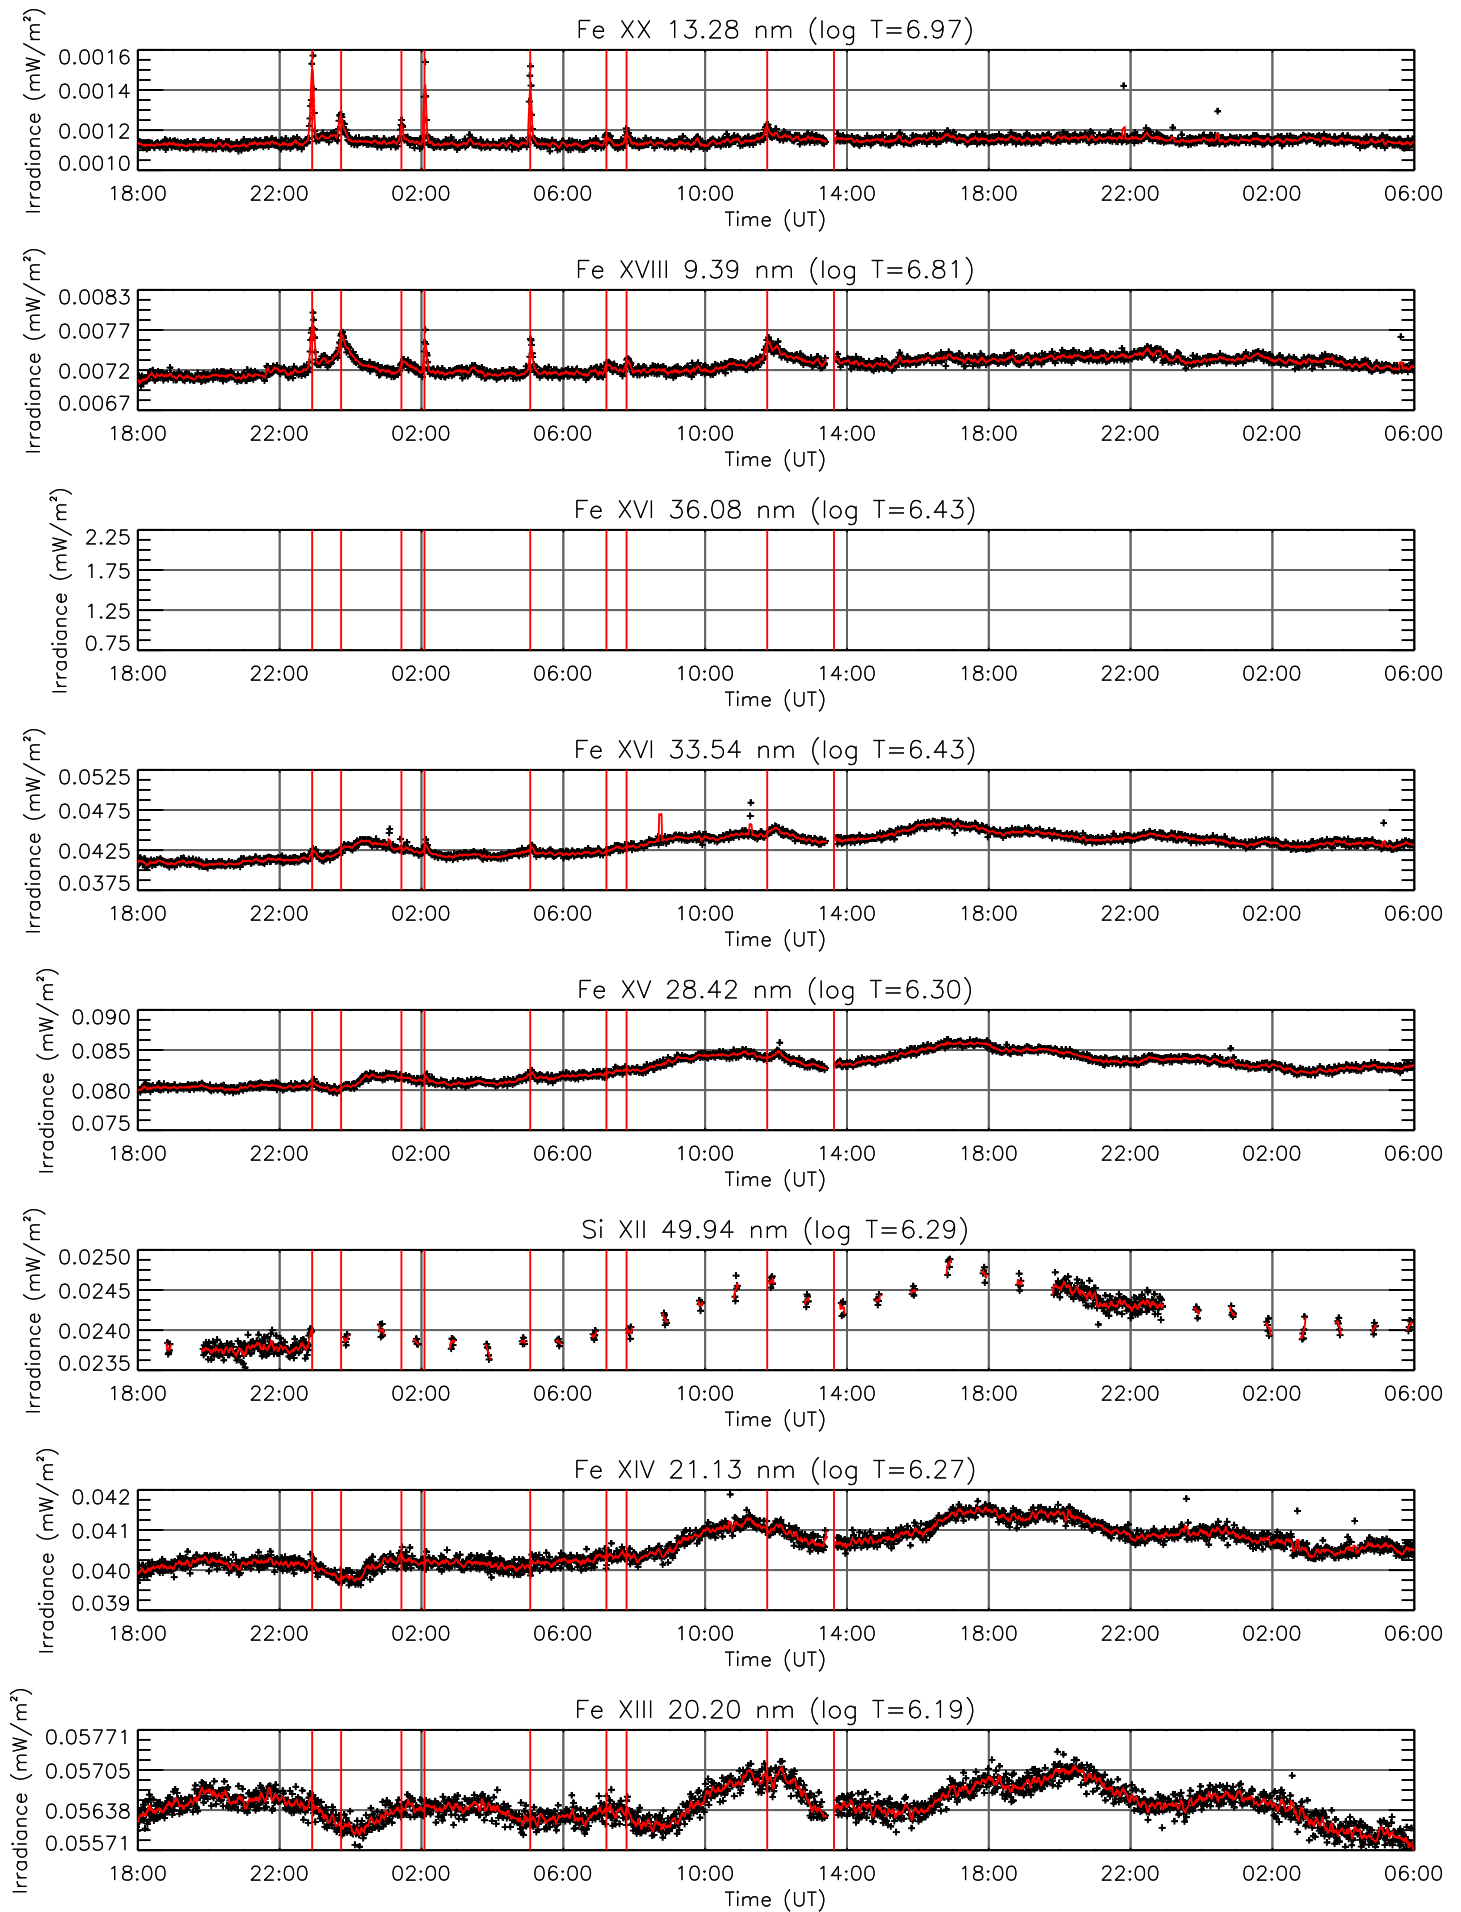 Fe XX 13.28 nm (log T=6.97)
Irradiance (mW/m²)
0.0016
0.0014
0.0012
0.0010
18:00 22:00 02:00 06:00 10:00 14:00 18:00 22:00 02:00 06:00
Time (UT)
Fe XVIII 9.39 nm (log T=6.81)
Irradiance (mW/m²)
0.0083
0.0077
0.0072
0.0067
18:00 22:00 02:00 06:00 10:00 14:00 18:00 22:00 02:00 06:00
Time (UT)
Fe XVI 36.08 nm (log T=6.43)
Irradiance (mW/m²)
2.25
1.75
1.25
0.75
18:00 22:00 02:00 06:00 10:00 14:00 18:00 22:00 02:00 06:00
Time (UT)
Fe XVI 33.54 nm (log T=6.43)
Irradiance (mW/m²)
0.0525
0.0475
0.0425
0.0375
18:00 22:00 02:00 06:00 10:00 14:00 18:00 22:00 02:00 06:00
Time (UT)
Fe XV 28.42 nm (log T=6.30)
Irradiance (mW/m²)
0.090
0.085
0.080
0.075
18:00 22:00 02:00 06:00 10:00 14:00 18:00 22:00 02:00 06:00
Time (UT)
Si XII 49.94 nm (log T=6.29)
Irradiance (mW/m²)
0.0250
0.0245
0.0240
0.0235
18:00 22:00 02:00 06:00 10:00 14:00 18:00 22:00 02:00 06:00
Time (UT)
Fe XIV 21.13 nm (log T=6.27)
Irradiance (mW/m²)
0.042
0.041
0.040
0.039
18:00 22:00 02:00 06:00 10:00 14:00 18:00 22:00 02:00 06:00
Time (UT)
Fe XIII 20.20 nm (log T=6.19)
Irradiance (mW/m²)
0.05771
0.05705
0.05638
0.05571
18:00 22:00 02:00 06:00 10:00 14:00 18:00 22:00 02:00 06:00
Time (UT)